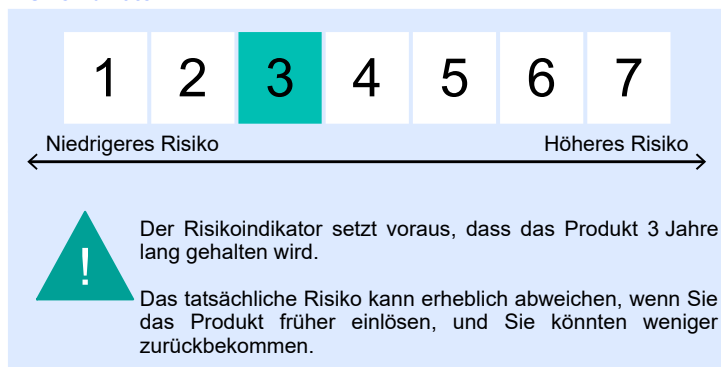 1 2 3 4 5 6 7
Niedrigeres Risiko Höheres Risiko
! Der Risikoindikator setzt voraus, dass das Produkt 3 Jahre
lang gehalten wird.
Das tatsächliche Risiko kann erheblich abweichen, wenn Sie
das Produkt früher einlösen, und Sie könnten weniger
zurückbekommen.